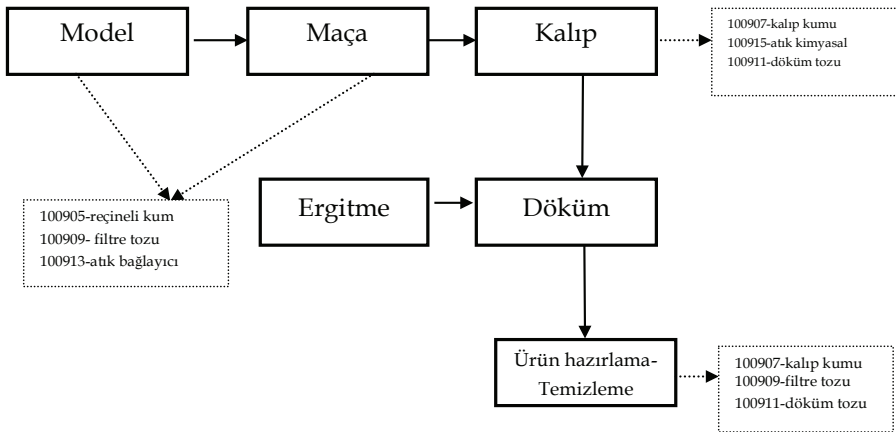 Model
Maça
Kalıp
100907-kalıp kumu
100915-atık kimyasal
100911-döküm tozu
100905-reçineli kum
100909- filtre tozu
100913-atık bağlayıcı
Ergitme
Döküm
Ürün hazırlama-
Temizleme
100907-kalıp kumu
100909-filtre tozu
100911-döküm tozu